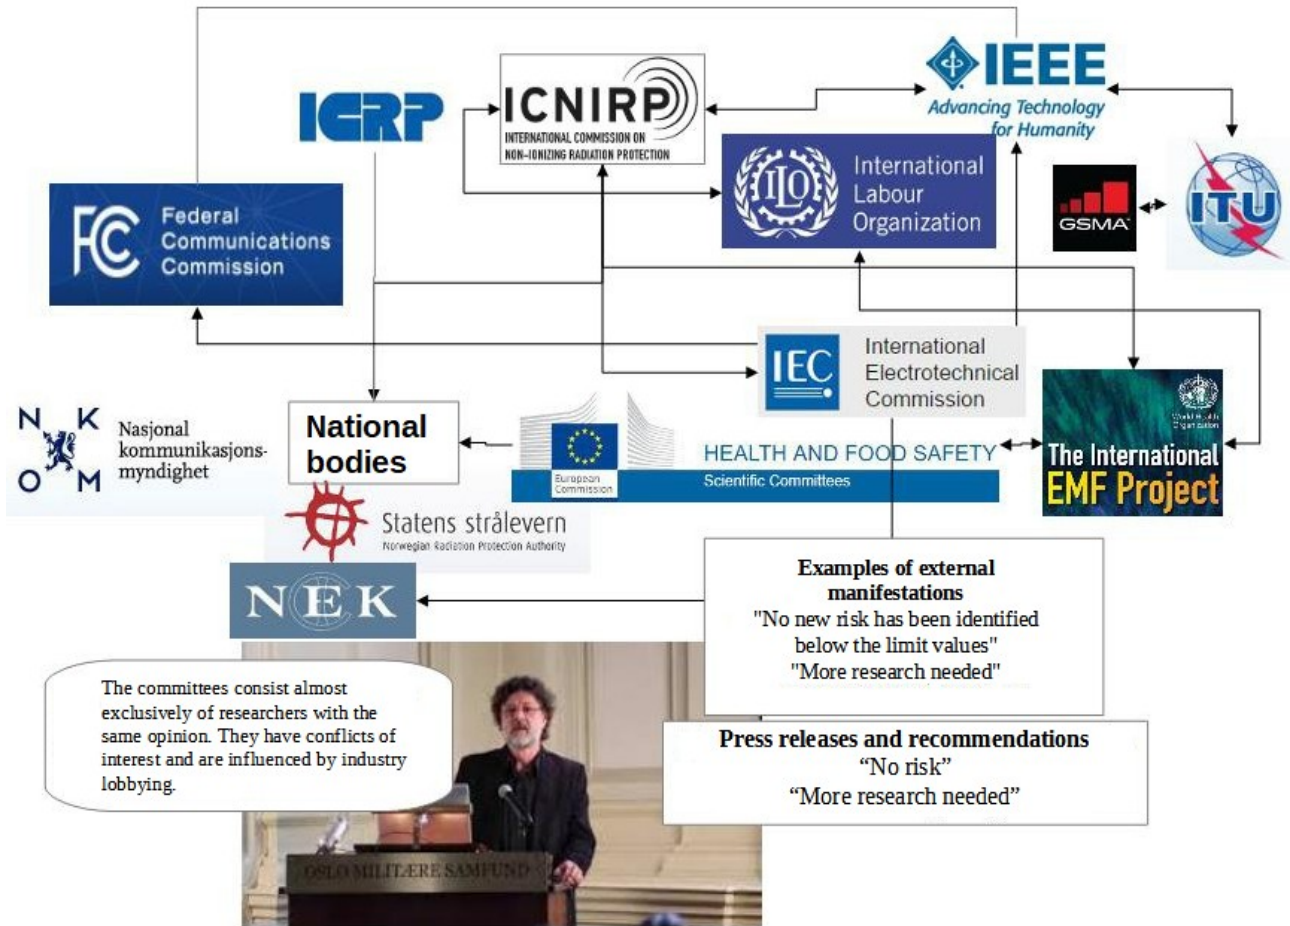 IEEE
Advancing Technology
for Humanity
ICRP
ICNIRP
INTERNATIONAL COMMISSION ON
NON-IONIZING RADIATION PROTECTION
ILO
International
Labour
Organization
GSMA
ITU
FC
Federal
Communications
Commission
IEC
International
Electrotechnical
Commission
N K
O M
Nasjonal
kommunikasjons-
myndighet
National
bodies
European
Commission
HEALTH AND FOOD SAFETY
Scientific Committees
World Health
Organization
The International
EMF Project
Statens strålevern
Norwegian Radiation Protection Authority
NEK
Examples of external
manifestations
"No new risk has been identified
below the limit values"
"More research needed"
The committees consist almost
exclusively of researchers with the
same opinion. They have conflicts of
interest and are influenced by industry
lobbying.
Press releases and recommendations
“No risk”
“More research needed”
OSLO MILITÆRE SAMFUND